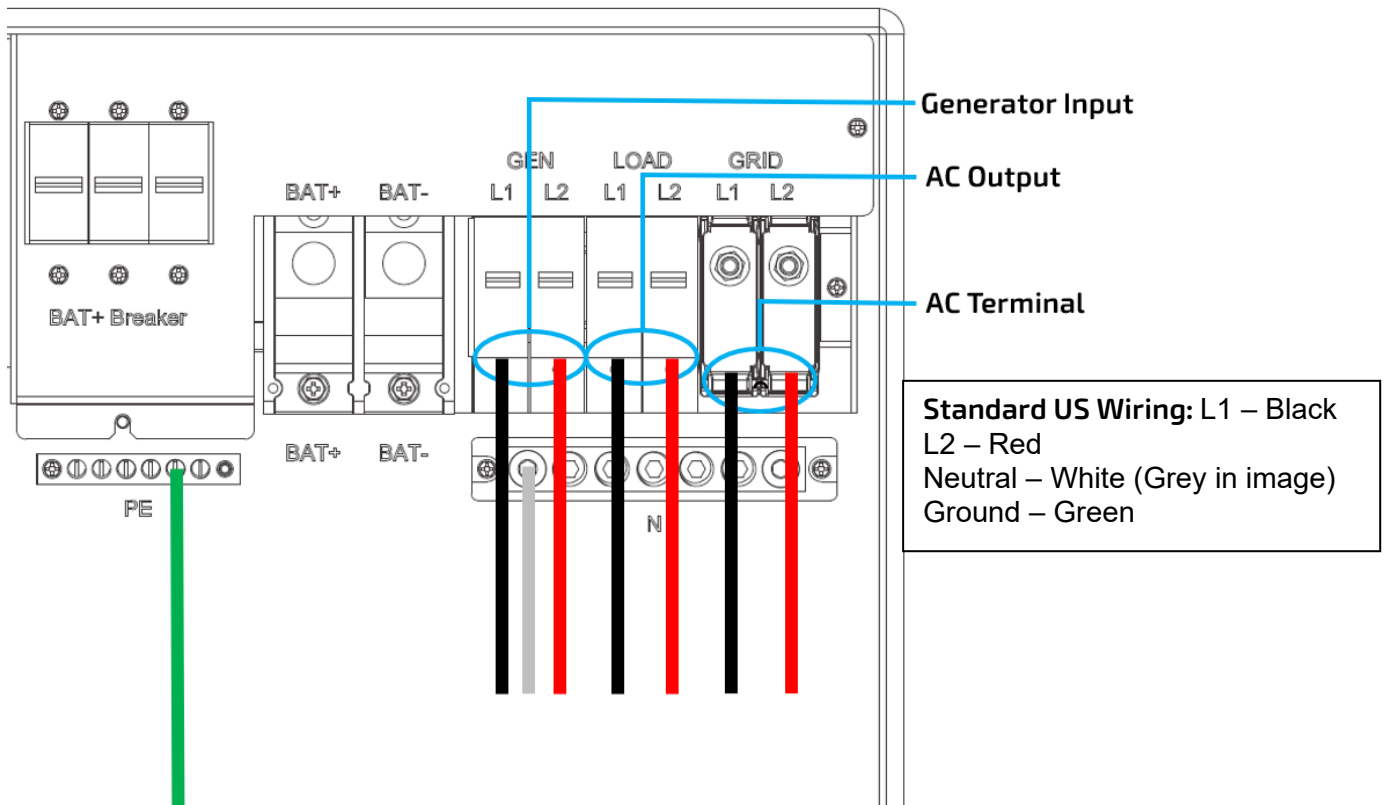 Generator Input
GEN LOAD GRID
AC Output
BAT+ BAT- L1 L2 L1 L2 L1 L2
AC Terminal
BAT+ Breaker
Standard US Wiring: L1 – Black
L2 – Red
Neutral – White (Grey in image)
Ground – Green
BAT+ BAT-
PE
N